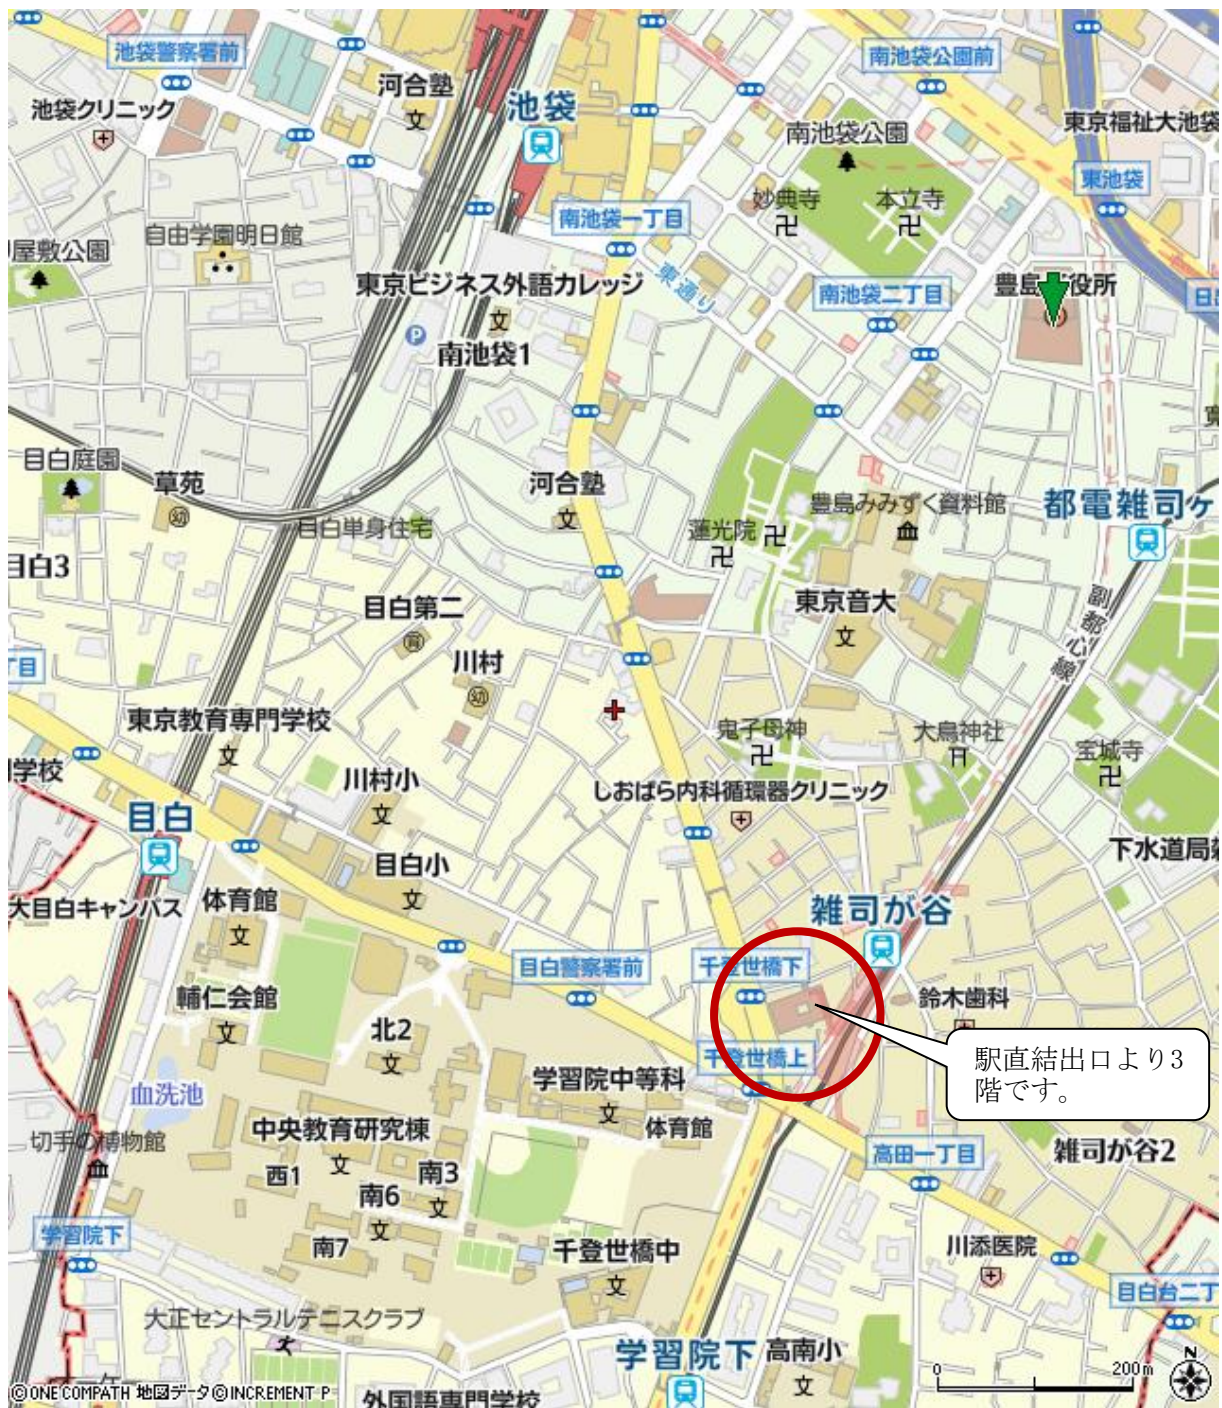 池袋警察署前
河合塾
池袋
南池袋公園前
池袋クリニック
南池袋公園
東京福祉大池袋
東池袋
妙典寺
本立寺
南池袋一丁目
自由学園明日館
屋敷公園
東通り
東京ビジネス外語カレッジ
南池袋二丁目
豊島
役所
P
南池袋1
目白庭園
草苑
河合塾
目白単身住宅
豊島みみずく資料館
都電雑司ケ
蓮光院
目白3
目白第二
東京音大
副都心線
川村
丁目
東京教育専門学校
鬼子母神
大鳥神社
宝城寺
学校
川村小
しおばら内科循環器クリニック
目白
目白小
下水道局
大目白キャンパス
体育館
雑司が谷
目白警察署前
千登世橋下
輔仁会館
北2
鈴木歯科
千登世橋上
駅直結出口より3
階です。
血洗池
学習院中等科
体育館
切手の博物館
中央教育研究棟
西1
南3
南6
高田一丁目
雑司が谷2
学習院下
南7
千登世橋中
川添医院
目白台二丁
大正セントラルテニスクラブ
学習院下
高南小
0
200m
N
©ONE COMPATH 地図データ©INCREMENT P
外国語専門学校